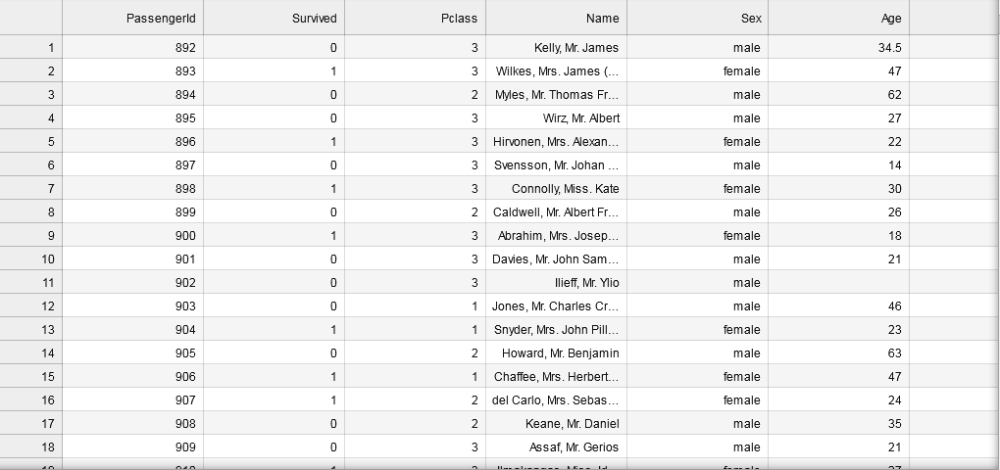 PassengerId Survived Pclass Name Sex Age
1 892 0 3 Kelly, Mr. James male 34.5
2 893 1 3 Wilkes, Mrs. James (... female 47
3 894 0 2 Myles, Mr. Thomas Fr... male 62
4 895 0 3 Wirz, Mr. Albert male 27
5 896 1 3 Hirvonen, Mrs. Alexan... female 22
6 897 0 3 Svensson, Mr. Johan ... male 14
7 898 1 3 Connolly, Miss. Kate female 30
8 899 0 2 Caldwell, Mr. Albert Fr... male 26
9 900 1 3 Abrahim, Mrs. Josep... female 18
10 901 0 3 Davies, Mr. John Sam... male 21
11 902 0 3 Ilieff, Mr. Ylio male
12 903 0 1 Jones, Mr. Charles Cr... male 46
13 904 1 1 Snyder, Mrs. John Pill... female 23
14 905 0 2 Howard, Mr. Benjamin male 63
15 906 1 1 Chaffee, Mrs. Herbert... female 47
16 907 1 2 del Carlo, Mrs. Sebas... female 24
17 908 0 2 Keane, Mr. Daniel male 35
18 909 0 3 Assaf, Mr. Gerios male 21